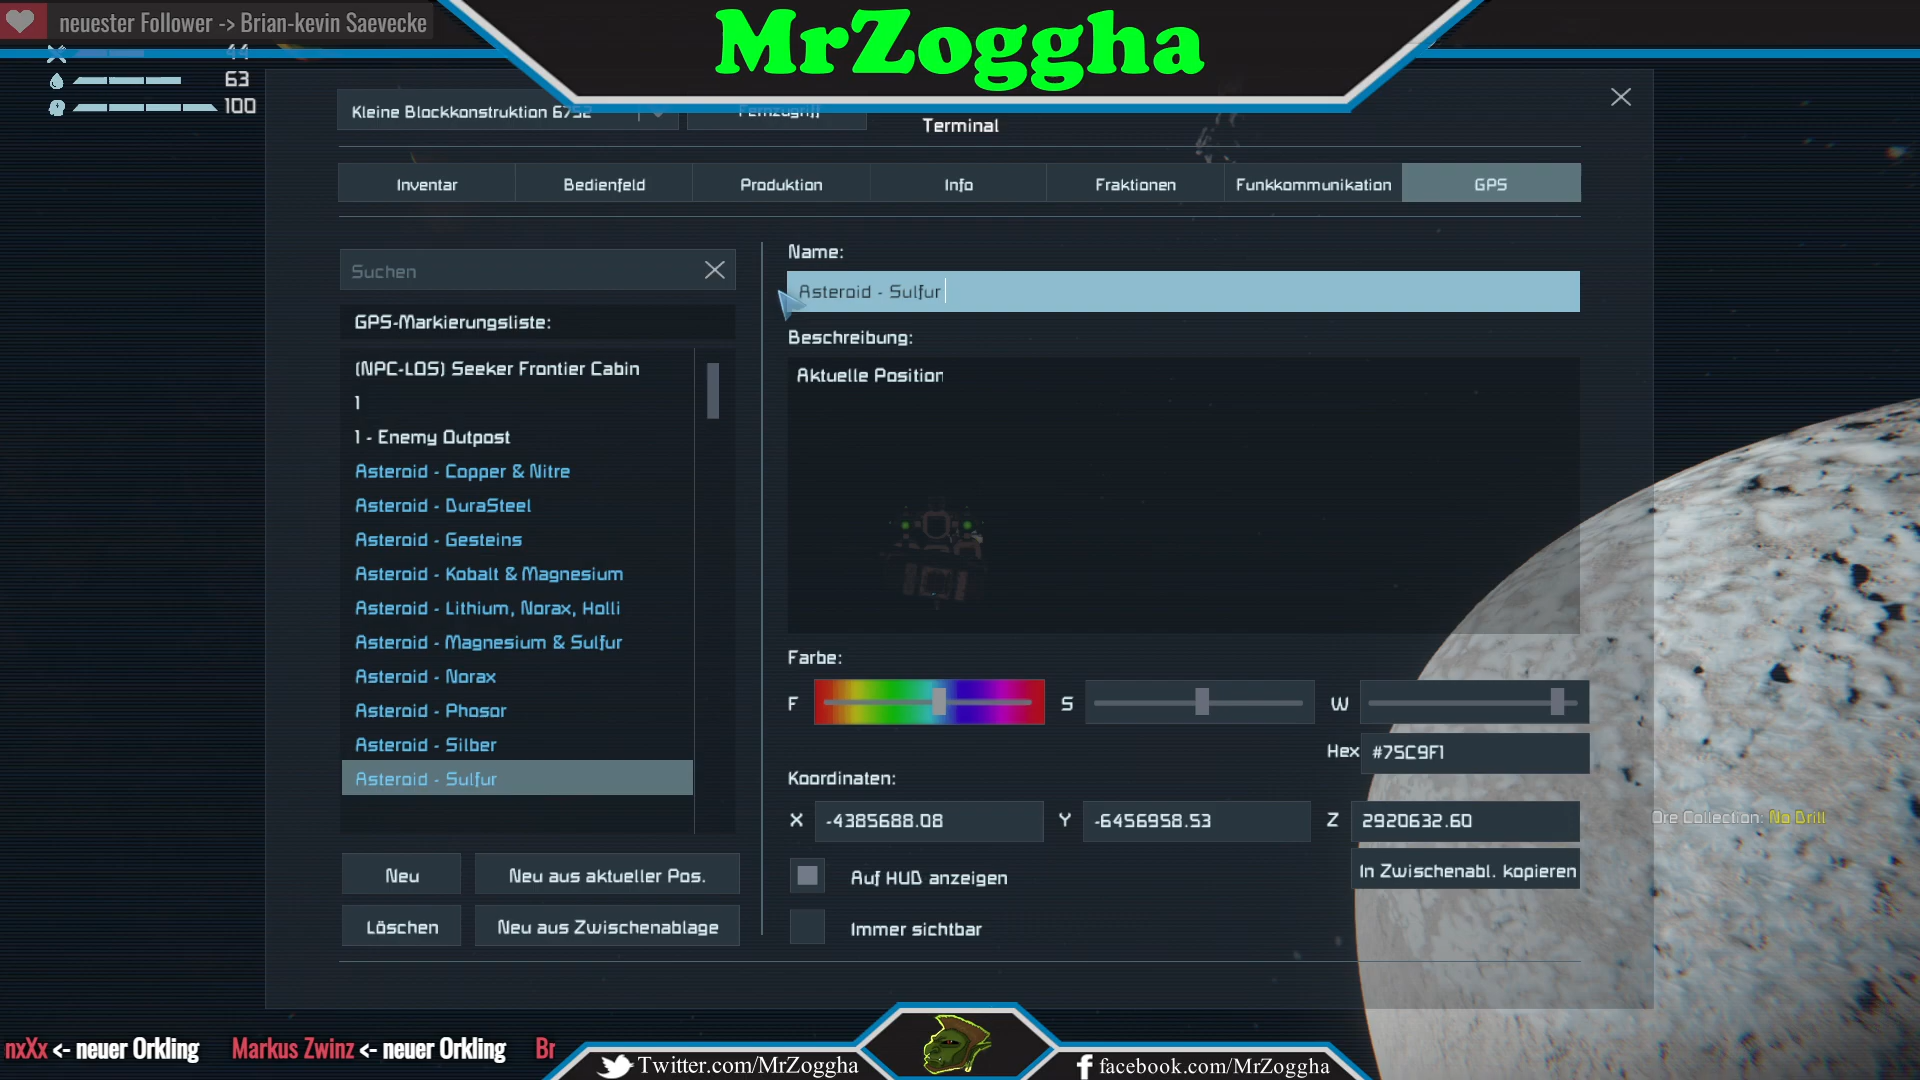 neuester Follower -> Brian-kevin Saevecke
MrZoggha
44
63
100
Kleine Blockkonstruktion 6752
Fernzugriff
Terminal
Inventar
Bedienfeld
Produktion
Info
Fraktionen
Funkkommunikation
GPS
Suchen
GPS-Markierungsliste:
(NPC-LOS) Seeker Frontier Cabin
1
1 - Enemy Outpost
Asteroid - Copper & Nitre
Asteroid - DuraSteel
Asteroid - Gesteins
Asteroid - Kobalt & Magnesium
Asteroid - Lithium, Norax, Holli
Asteroid - Magnesium & Sulfur
Asteroid - Norax
Asteroid - Phosor
Asteroid - Silber
Asteroid - Sulfur
Neu
Neu aus aktueller Pos.
Löschen
Neu aus Zwischenablage
Name:
Asteroid - Sulfur
Beschreibung:
Aktuelle Position
Farbe:
F
S
W
Hex #75C9F1
Koordinaten:
X -4385688.08
Y -6456958.53
Z 2920632.60
In Zwischenabl. kopieren
Auf HUD anzeigen
Immer sichtbar
Ore Collection: No Drill
nxXx <- neuer Orkling
Markus Zwinz <- neuer Orkling
Br
Twitter.com/MrZoggha
facebook.com/MrZoggha